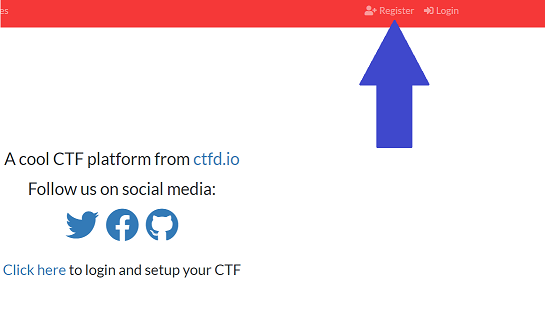 es Register Login
A cool CTF platform from ctfd.io
Follow us on social media:
Click here to login and setup your CTF